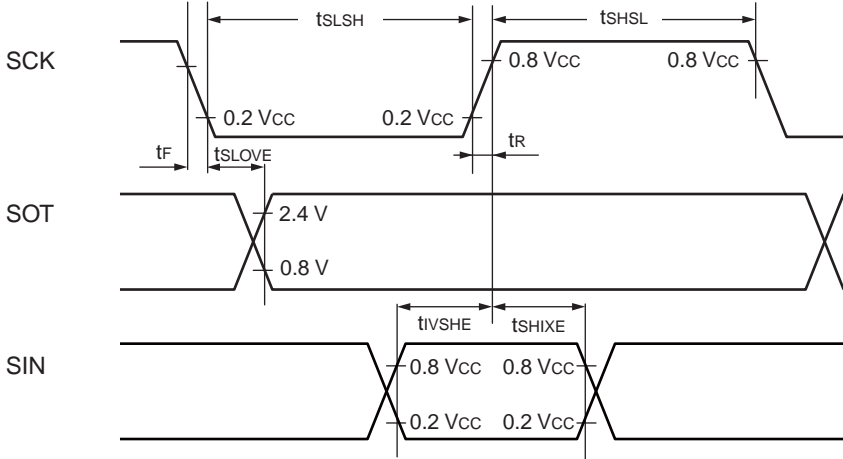 tSLSH
tSHSL
SCK
0.8 VCC
0.8 VCC
0.2 VCC
0.2 VCC
tF
tSLOVE
tR
SOT
2.4 V
0.8 V
tIVSHE
tSHIXE
SIN
0.8 VCC
0.8 VCC
0.2 VCC
0.2 VCC